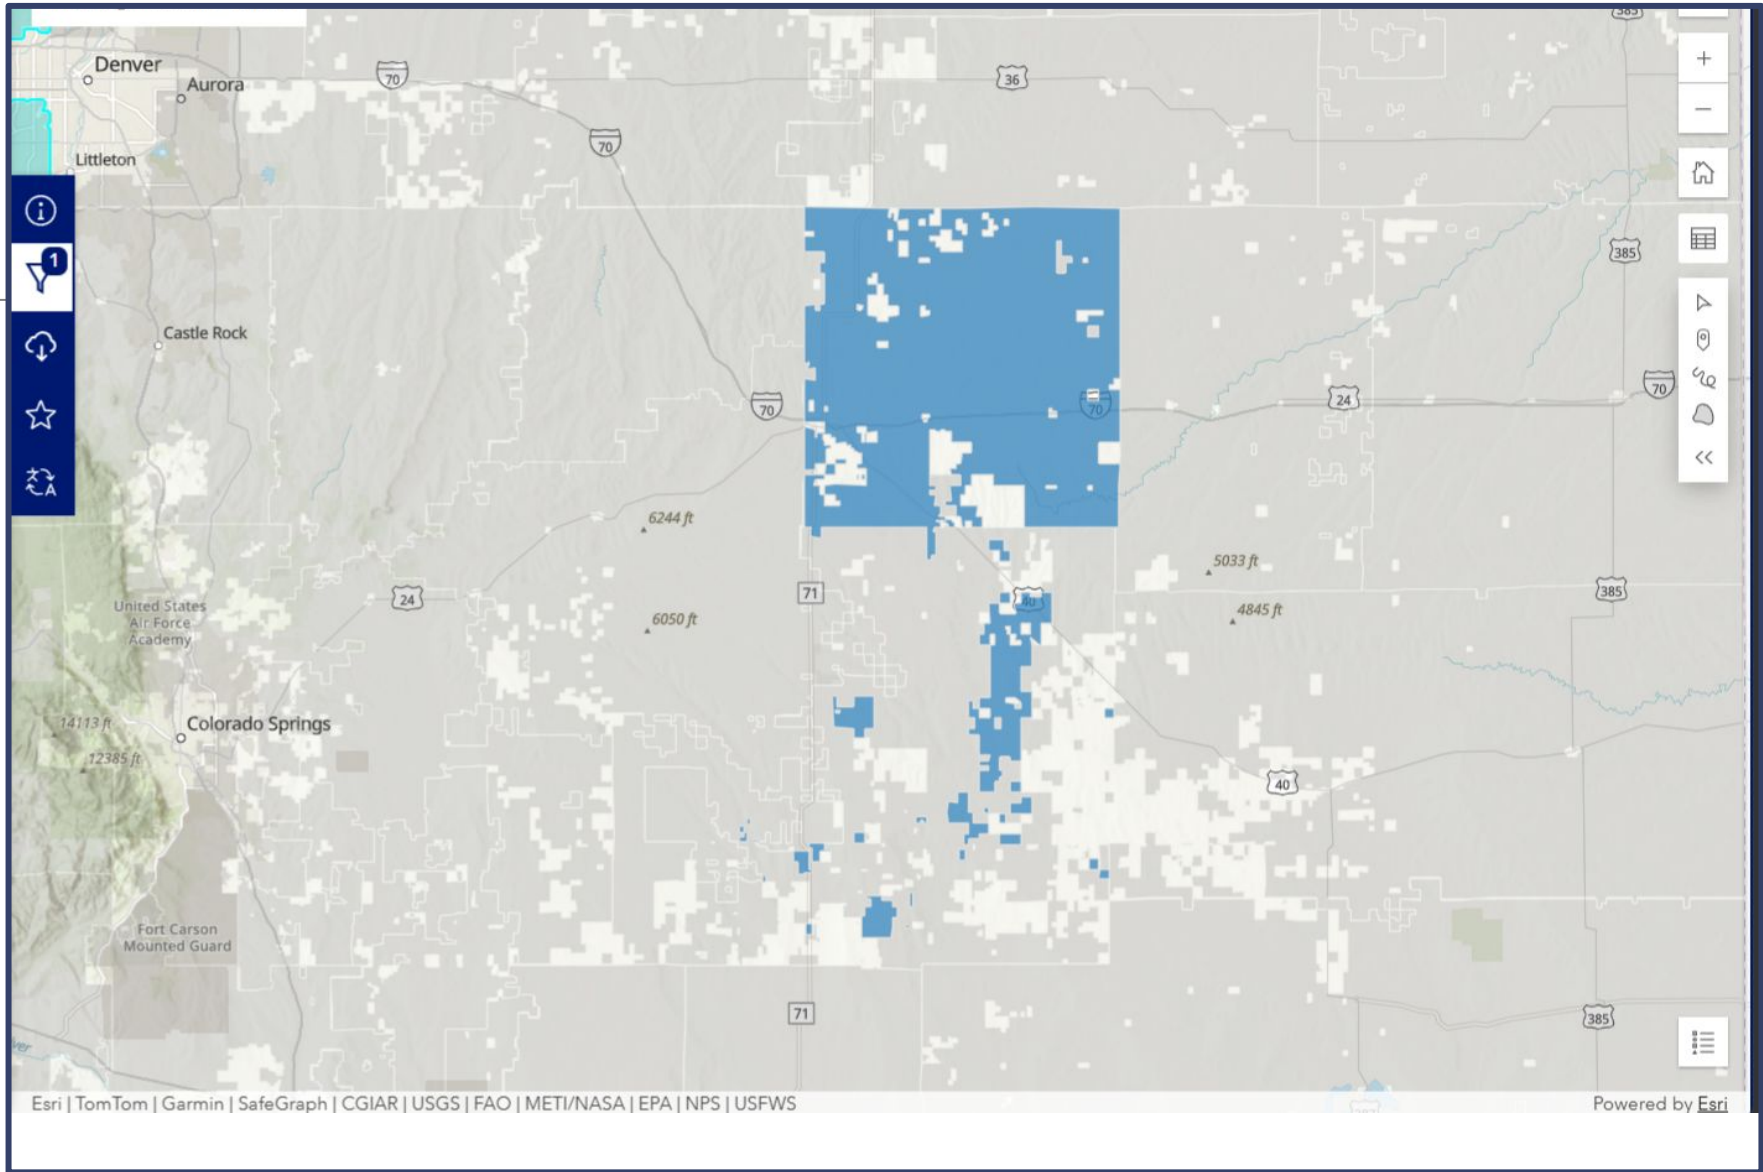 385
Denver
Aurora
70
36
70
Littleton
1
385
Castle Rock
70
70
24
70
6244 ft
5033 ft
71
24
385
United States
Air Force
Academy
40
4845 ft
6050 ft
14113 ft
Colorado Springs
12385 ft
40
Fort Carson
Mounted Guard
71
385
Esri | TomTom | Garmin | SafeGraph | CGIAR | USGS | FAO | METI/NASA | EPA | NPS | USFWS
Powered by Esri